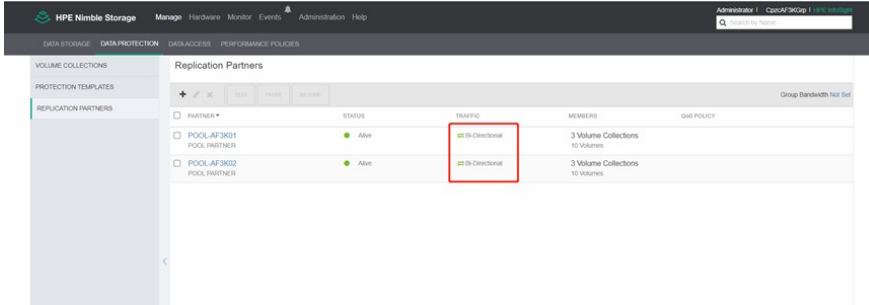 HPE Nimble Storage Manage Hardware Monitor Events Administration Help
Administrator CpzcAF3KGrp HPE InfoSight
Search by Name
DATA STORAGE DATA PROTECTION DATA ACCESS PERFORMANCE POLICIES
VOLUME COLLECTIONS
PROTECTION TEMPLATES
REPLICATION PARTNERS
Replication Partners
TEST PAUSE RESUME
Group Bandwidth Not Set
PARTNER STATUS TRAFFIC MEMBERS QoS POLICY
POOL-AF3K01 Alive Bi-Directional 3 Volume Collections
POOL PARTNER 10 Volumes
POOL-AF3K02 Alive Bi-Directional 3 Volume Collections
POOL PARTNER 10 Volumes